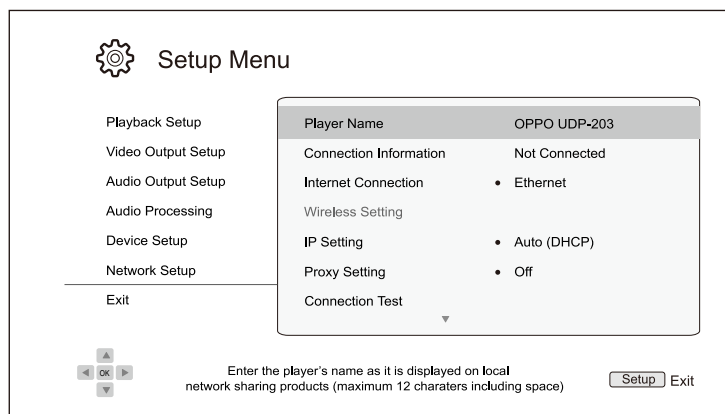 Setup Menu
Playback Setup
Video Output Setup
Audio Output Setup
Audio Processing
Device Setup
Network Setup
Exit
Player Name OPPO UDP-203
Connection Information Not Connected
Internet Connection • Ethernet
Wireless Setting
IP Setting • Auto (DHCP)
Proxy Setting • Off
Connection Test
OK
Enter the player's name as it is displayed on local
network sharing products (maximum 12 charaters including space)
Setup Exit